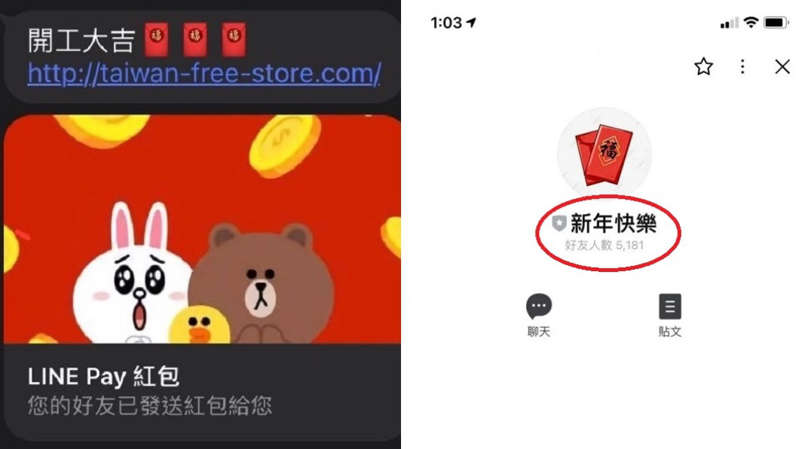 開工大吉
http://taiwan-free-store.com/
LINE Pay 紅包
您的好友已發送紅包給您
1:03
福
新年快樂
好友人數 5,181
聊天
貼文